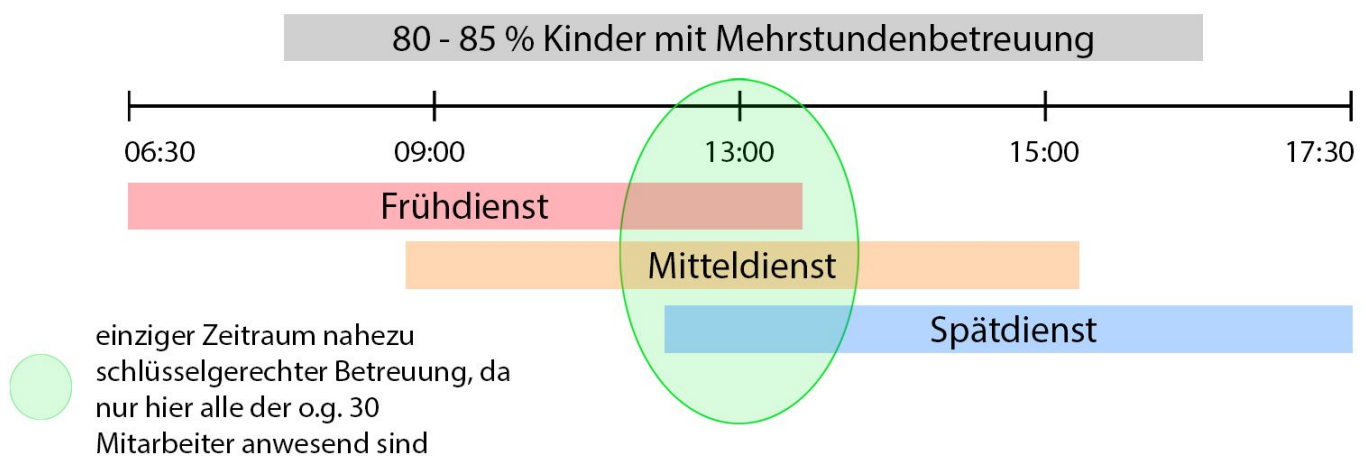 80 - 85 % Kinder mit Mehrstundenbetreuung
06:30 09:00 13:00 15:00 17:30
Frühdienst
Mitteldienst
Spätdienst
einziger Zeitraum nahezu
schlüsselgerechter Betreuung, da
nur hier alle der o.g. 30
Mitarbeiter anwesend sind